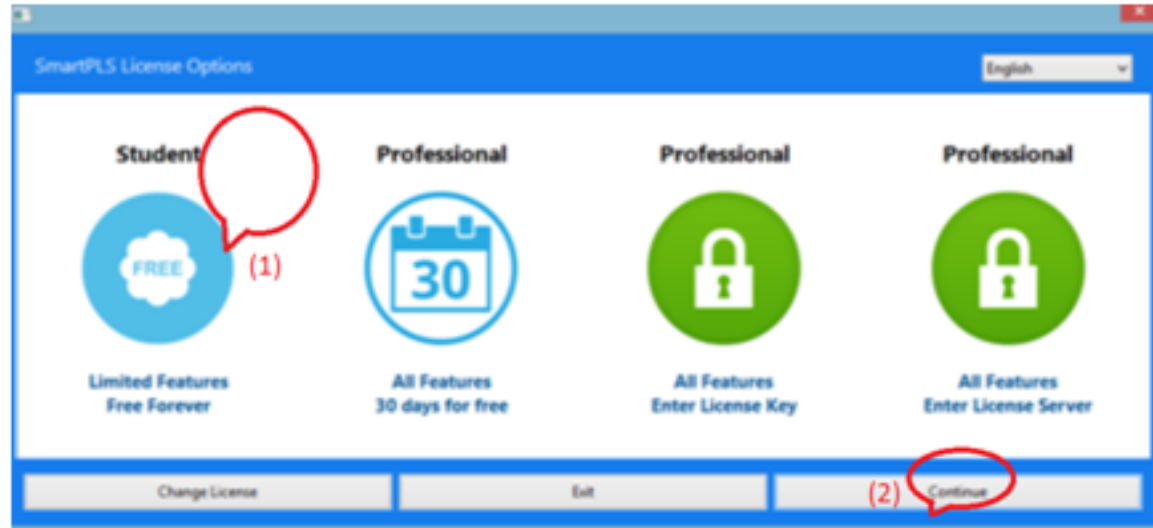 SmartPLS License Options
English
Student
Professional
Professional
Professional
FREE
(1)
30
Limited Features
Free Forever
All Features
30 days for free
All Features
Enter License Key
All Features
Enter License Server
Change License
Exit
(2)
Continue